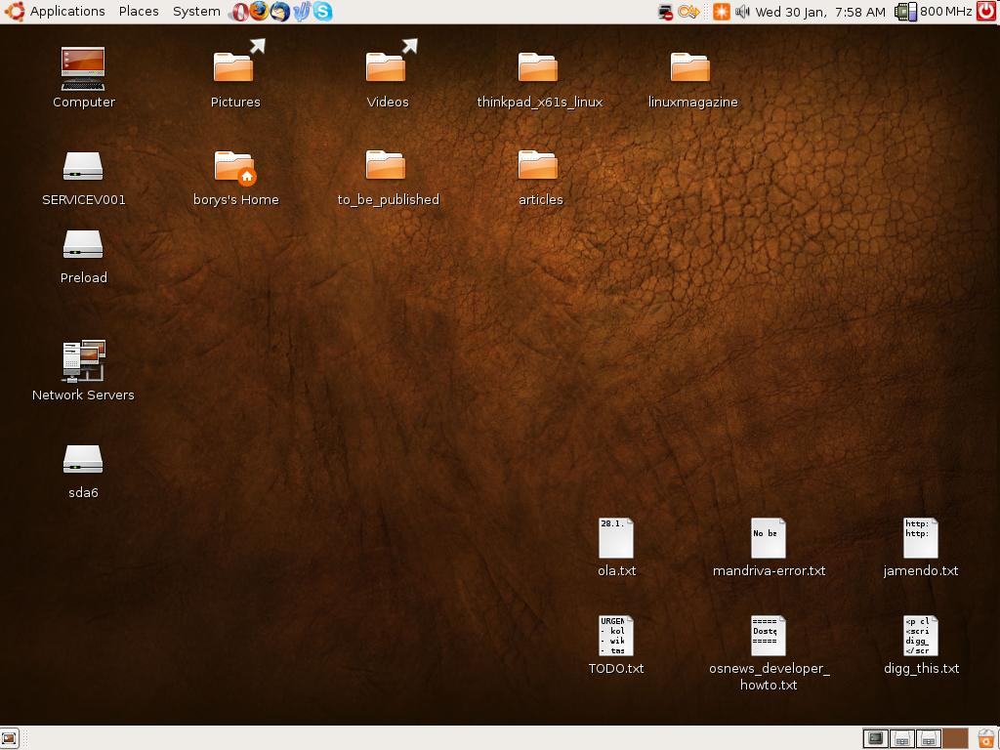 Applications Places System Wed 30 Jan, 7:58 AM 800 MHz
Computer Pictures Videos thinkpad_x61s_linux linuxmagazine
SERVICEV001 borys's Home to_be_published articles
Preload
Network Servers
sda6
28.1.
No be
http:
http:
ola.txt mandriva-error.txt jamendo.txt
URGEN
- kol
- wik
- tas
=====
Dostę
=====
<p cl
<scri
digg_
</scr
TODO.txt
osnews_developer_
howto.txt
digg_this.txt